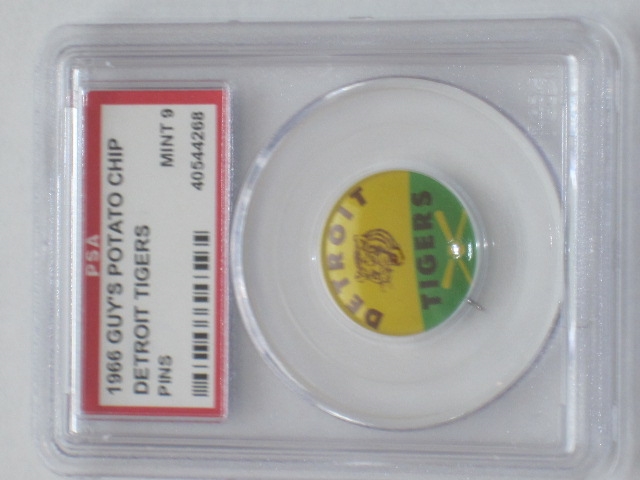 PSA
1966 GUY'S POTATO CHIP
DETROIT TIGERS MINT 9
PINS 40544268
DETROIT
TIGERS